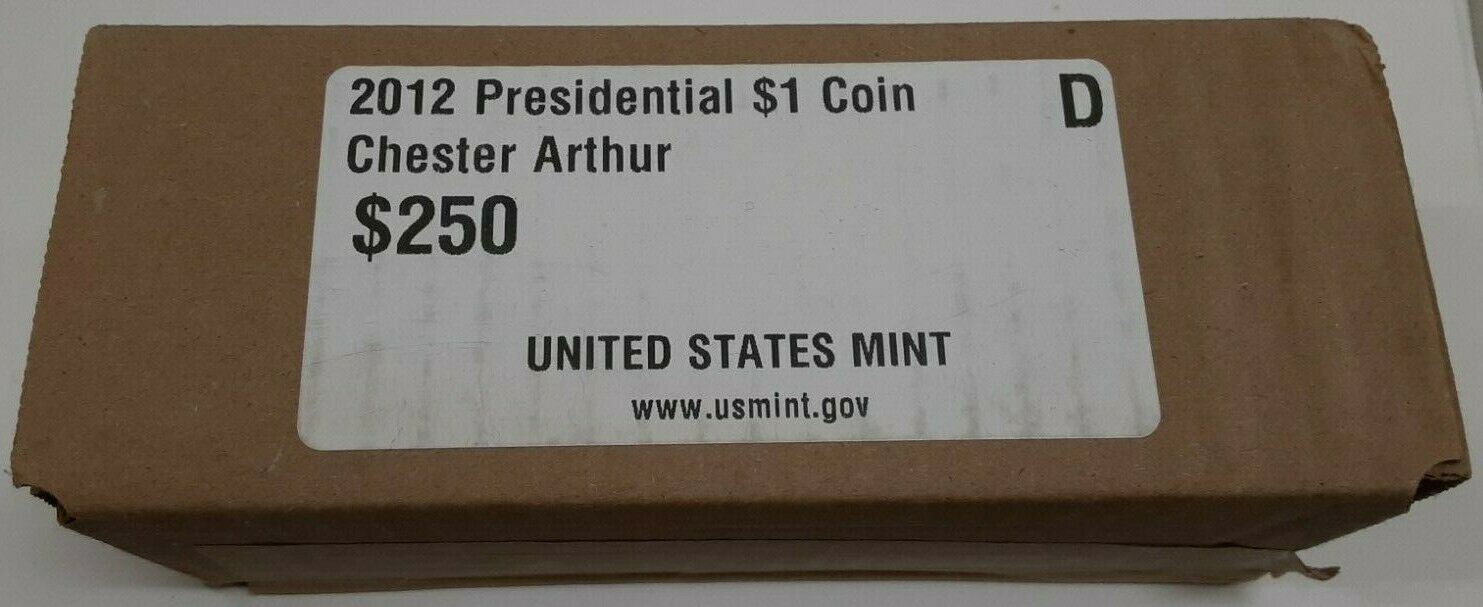 2012 Presidential $1 Coin D
Chester Arthur
$250
UNITED STATES MINT
www.usmint.gov